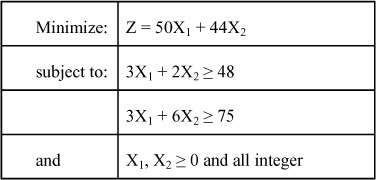 Minimize: Z = 50X₁ + 44X₂
subject to: 3X₁ + 2X₂ ≥ 48
3X₁ + 6X₂ ≥ 75
and X₁, X₂ ≥ 0 and all integer